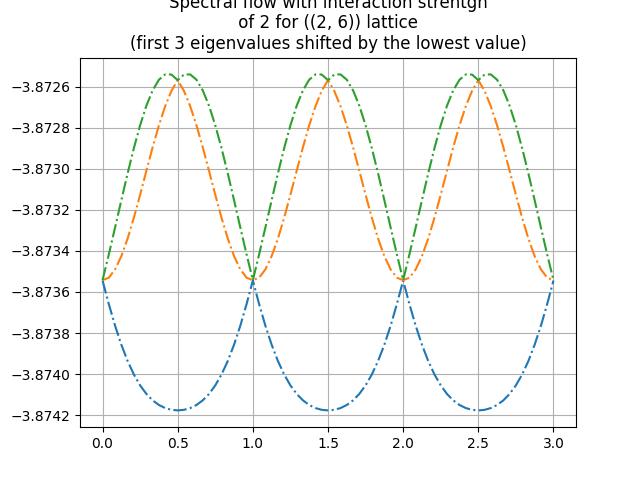 Spectral flow with interaction strentgh
of 2 for ((2, 6)) lattice
(first 3 eigenvalues shifted by the lowest value)
−3.8726
−3.8728
−3.8730
−3.8732
−3.8734
−3.8736
−3.8738
−3.8740
−3.8742
0.0 0.5 1.0 1.5 2.0 2.5 3.0